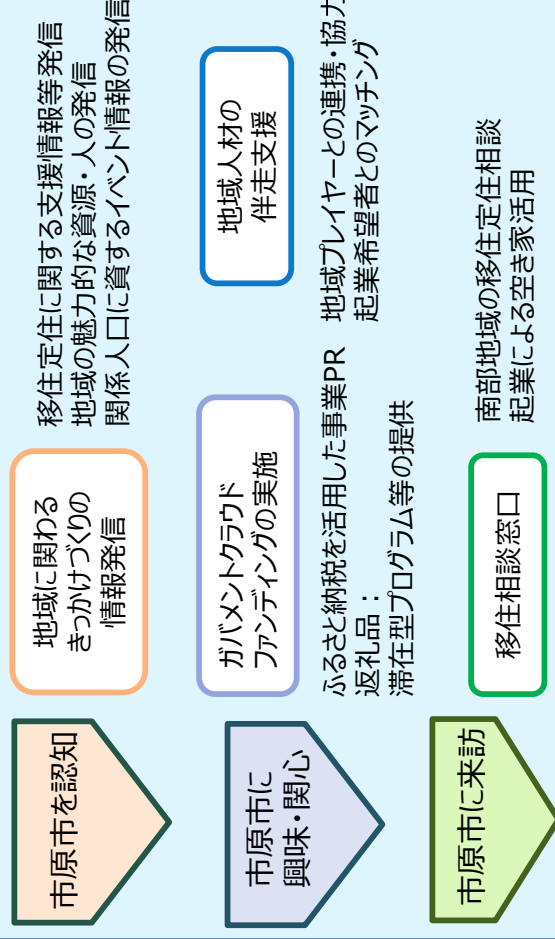 市原市を認知
地域に関わる
きっかけづくりの
情報発信
移住定住に関する支援情報等発信
地域の魅力的な資源・人の発信
関係人口に資するイベント情報の発信
市原市に
興味・関心
ガバメントクラウド
ファンディングの実施
ふるさと納税を活用した事業PR
返礼品：
滞在型プログラム等の提供
地域人材の
伴走支援
地域プレイヤーとの連携・協力
起業希望者とのマッチング
市原市に来訪
移住相談窓口
南部地域の移住定住相談
起業による空き家活用